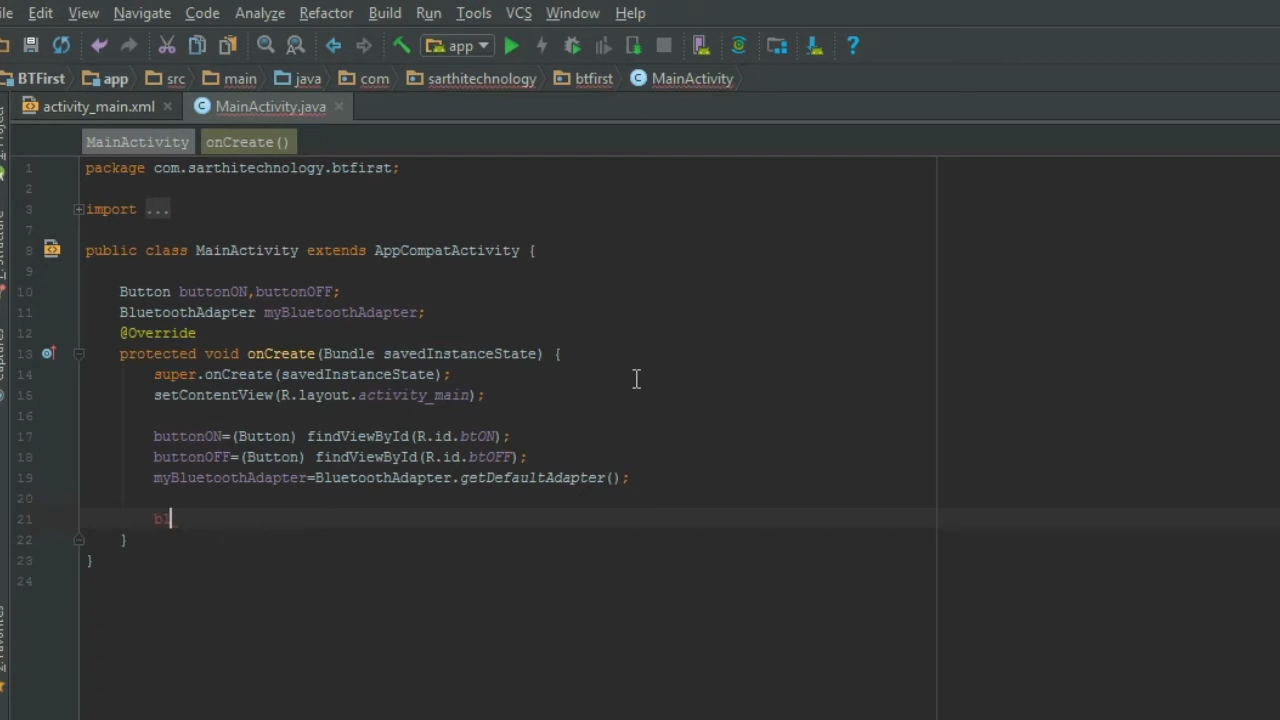 ile Edit View Navigate Code Analyze Refactor Build Run Tools VCS Window Help
app
BTFirst app src main java com sarthitechnology btfirst MainActivity
activity_main.xml MainActivity.java
MainActivity onCreate()
1 package com.sarthitechnology.btfirst;
2
3 import ...
7
8 public class MainActivity extends AppCompatActivity {
9
10 Button buttonON,buttonOFF;
11 BluetoothAdapter myBluetoothAdapter;
12 @Override
13 protected void onCreate(Bundle savedInstanceState) {
14 super.onCreate(savedInstanceState);
15 setContentView(R.layout.activity_main);
16
17 buttonON=(Button) findViewById(R.id.btON);
18 buttonOFF=(Button) findViewById(R.id.btOFF);
19 myBluetoothAdapter=BluetoothAdapter.getDefaultAdapter();
20
21 bl
22 }
23 }
24